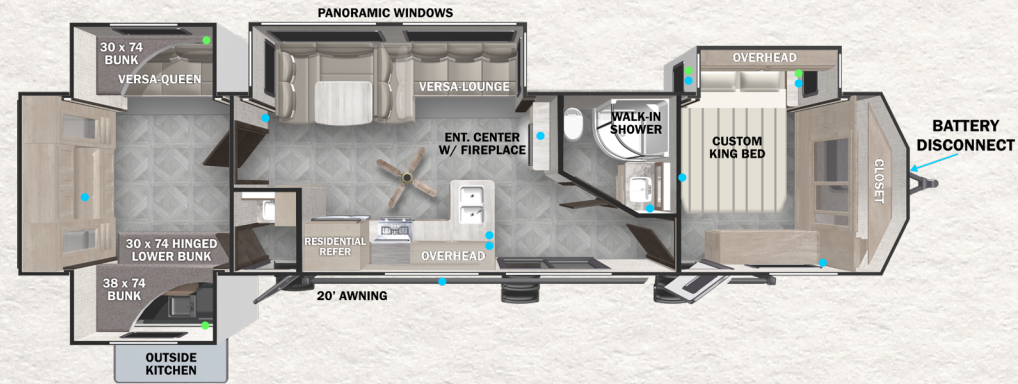 PANORAMIC WINDOWS
30 x 74
BUNK
VERSA-QUEEN
VERSA-LOUNGE
OVERHEAD
ENT. CENTER
W/ FIREPLACE
WALK-IN
SHOWER
CUSTOM
KING BED
CLOSET
BATTERY
DISCONNECT
30 x 74 HINGED
LOWER BUNK
38 x 74
BUNK
RESIDENTIAL
REFER
OVERHEAD
20' AWNING
OUTSIDE
KITCHEN